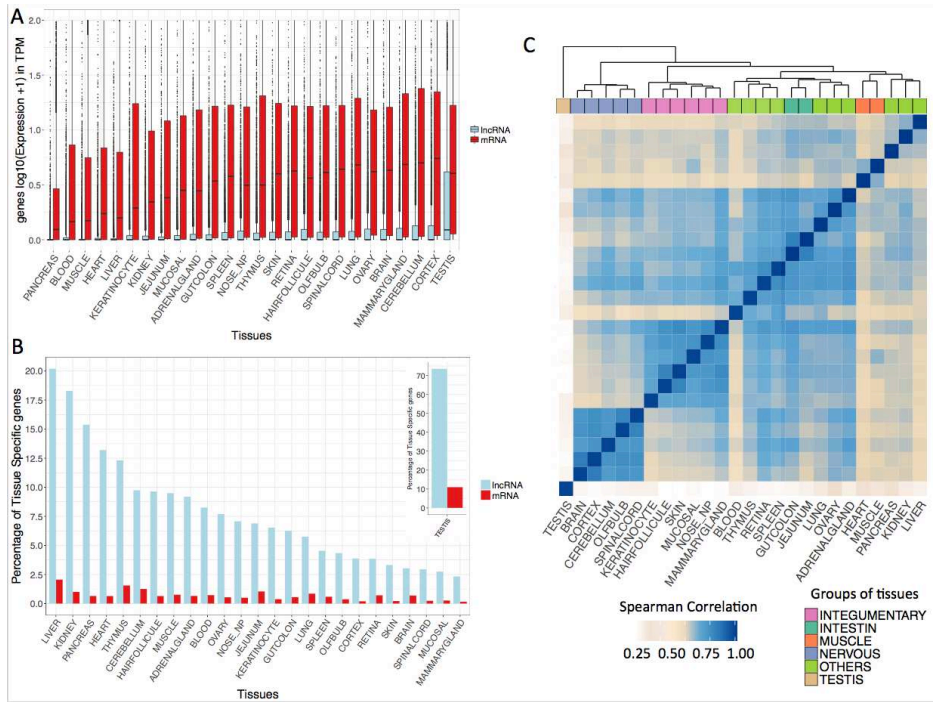 A
genes log10(Expression +1) in TPM
2.0
1.5
1.0
0.5
0.0
lncRNA
mRNA
PANCREAS
BLOOD
MUSCLE
HEART
LIVER
KERATINOCYTE
KIDNEY
JEJUNUM
MUCOSAL
ADRENALGLAND
GUTCOLON
SPLEEN
NOSE_NP
THYMUS
SKIN
RETINA
HAIRFOLLICULE
OLFBULB
SPINALCORD
LUNG
OVARY
BRAIN
MAMMARYGLAND
CEREBELLUM
CORTEX
TESTIS
Tissues
B
Percentage of Tissue Specific genes
20.0
17.5
15.0
12.5
10.0
7.5
5.0
2.5
0.0
Percentage of Tissue Specific genes
70
60
50
40
30
20
10
0
TESTIS
lncRNA
mRNA
LIVER
KIDNEY
PANCREAS
HEART
THYMUS
CEREBELLUM
HAIRFOLLICULE
MUSCLE
ADRENALGLAND
BLOOD
OVARY
NOSE_NP
JEJUNUM
KERATINOCYTE
GUTCOLON
LUNG
SPLEEN
OLFBULB
CORTEX
RETINA
SKIN
BRAIN
SPINALCORD
MUCOSAL
MAMMARYGLAND
Tissues
C
TESTIS
BRAIN
CORTEX
CEREBELLUM
OLFBULB
SPINALCORD
KERATINOCYTE
HAIRFOLLICULE
SKIN
MUCOSAL
NOSE_NP
MAMMARYGLAND
BLOOD
THYMUS
RETINA
SPLEEN
GUTCOLON
JEJUNUM
LUNG
OVARY
ADRENALGLAND
HEART
MUSCLE
PANCREAS
KIDNEY
LIVER
Spearman Correlation
0.25 0.50 0.75 1.00
Groups of tissues
INTEGUMENTARY
INTESTIN
MUSCLE
NERVOUS
OTHERS
TESTIS